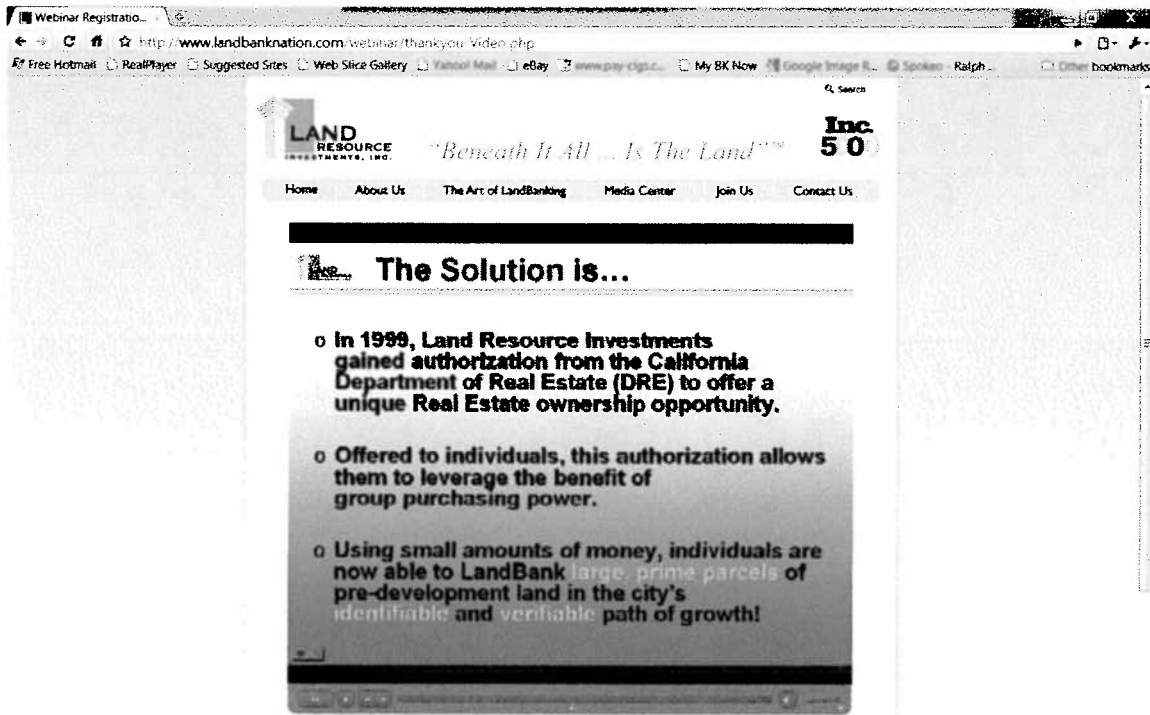 Webinar Registratio...
http://www.landbanknation.com/webinar/thankyou-Video.php
Free Hotmail RealPlayer Suggested Sites Web Slice Gallery Yahoo! Mail eBay My BK Now Google Image R... Spokeo - Ralph... Other bookmarks
Search
LAND
RESOURCE
INVESTMENTS, INC.
"Beneath It All ... Is The Land"™
Inc.
50
Home About Us The Art of LandBanking Media Center Join Us Contact Us
The Solution is...
o In 1999, Land Resource Investments
gained authorization from the California
Department of Real Estate (DRE) to offer a
unique Real Estate ownership opportunity.
o Offered to individuals, this authorization allows
them to leverage the benefit of
group purchasing power.
o Using small amounts of money, individuals are
now able to LandBank large, prime parcels of
pre-development land in the city's
identifiable and verifiable path of growth!